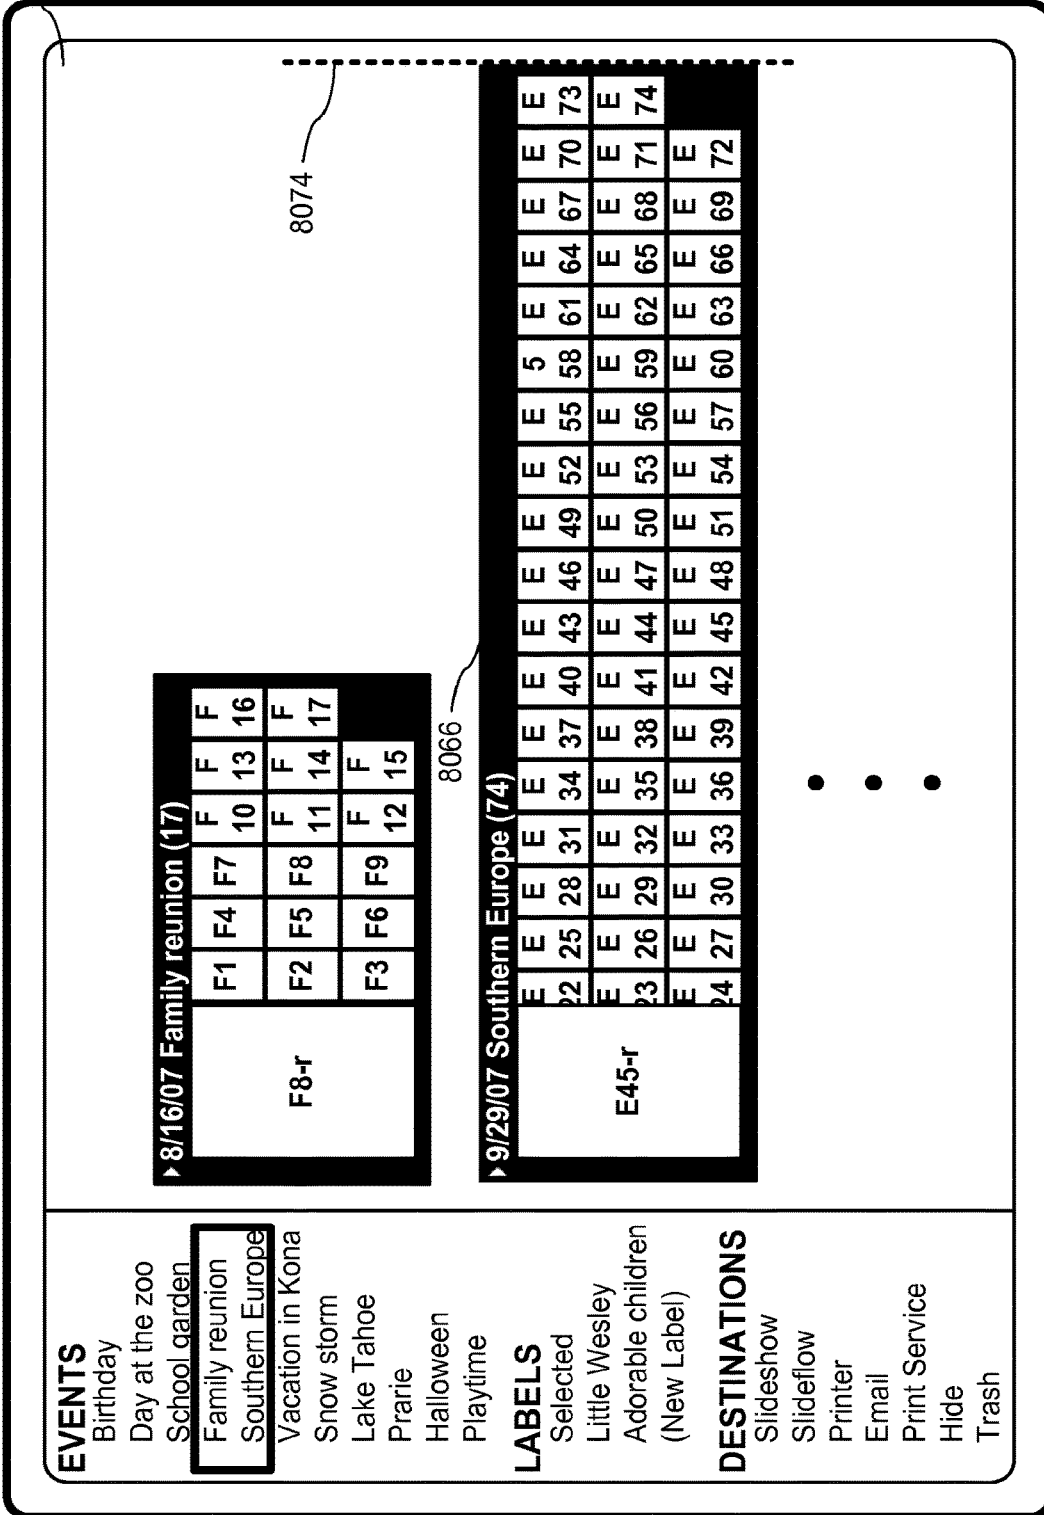 EVENTS
Birthday
Day at the zoo
School garden
Family reunion
Southern Europe
Vacation in Kona
Snow storm
Lake Tahoe
Prarie
Halloween
Playtime
LABELS
Selected
Little Wesley
Adorable children
(New Label)
DESTINATIONS
Slideshow
Slideflow
Printer
Email
Print Service
Hide
Trash
8/16/07 Family reunion (17)
F8-r
F1 F4 F7 F 10 F 13 F 16
F2 F5 F8 F 11 F 14 F 17
F3 F6 F9 F 12 F 15
8074
8066
9/29/07 Southern Europe (74)
E45-r
E 22 E 25 E 28 E 31 E 34 E 37 E 40 E 43 E 46 E 49 E 52 E 55 5 58 E 61 E 64 E 67 E 70 E 73
E 23 E 26 E 29 E 32 E 35 E 38 E 41 E 44 E 47 E 50 E 53 E 56 E 59 E 62 E 65 E 68 E 71 E 74
E 24 E 27 E 30 E 33 E 36 E 39 E 42 E 45 E 48 E 51 E 54 E 57 E 60 E 63 E 66 E 69 E 72